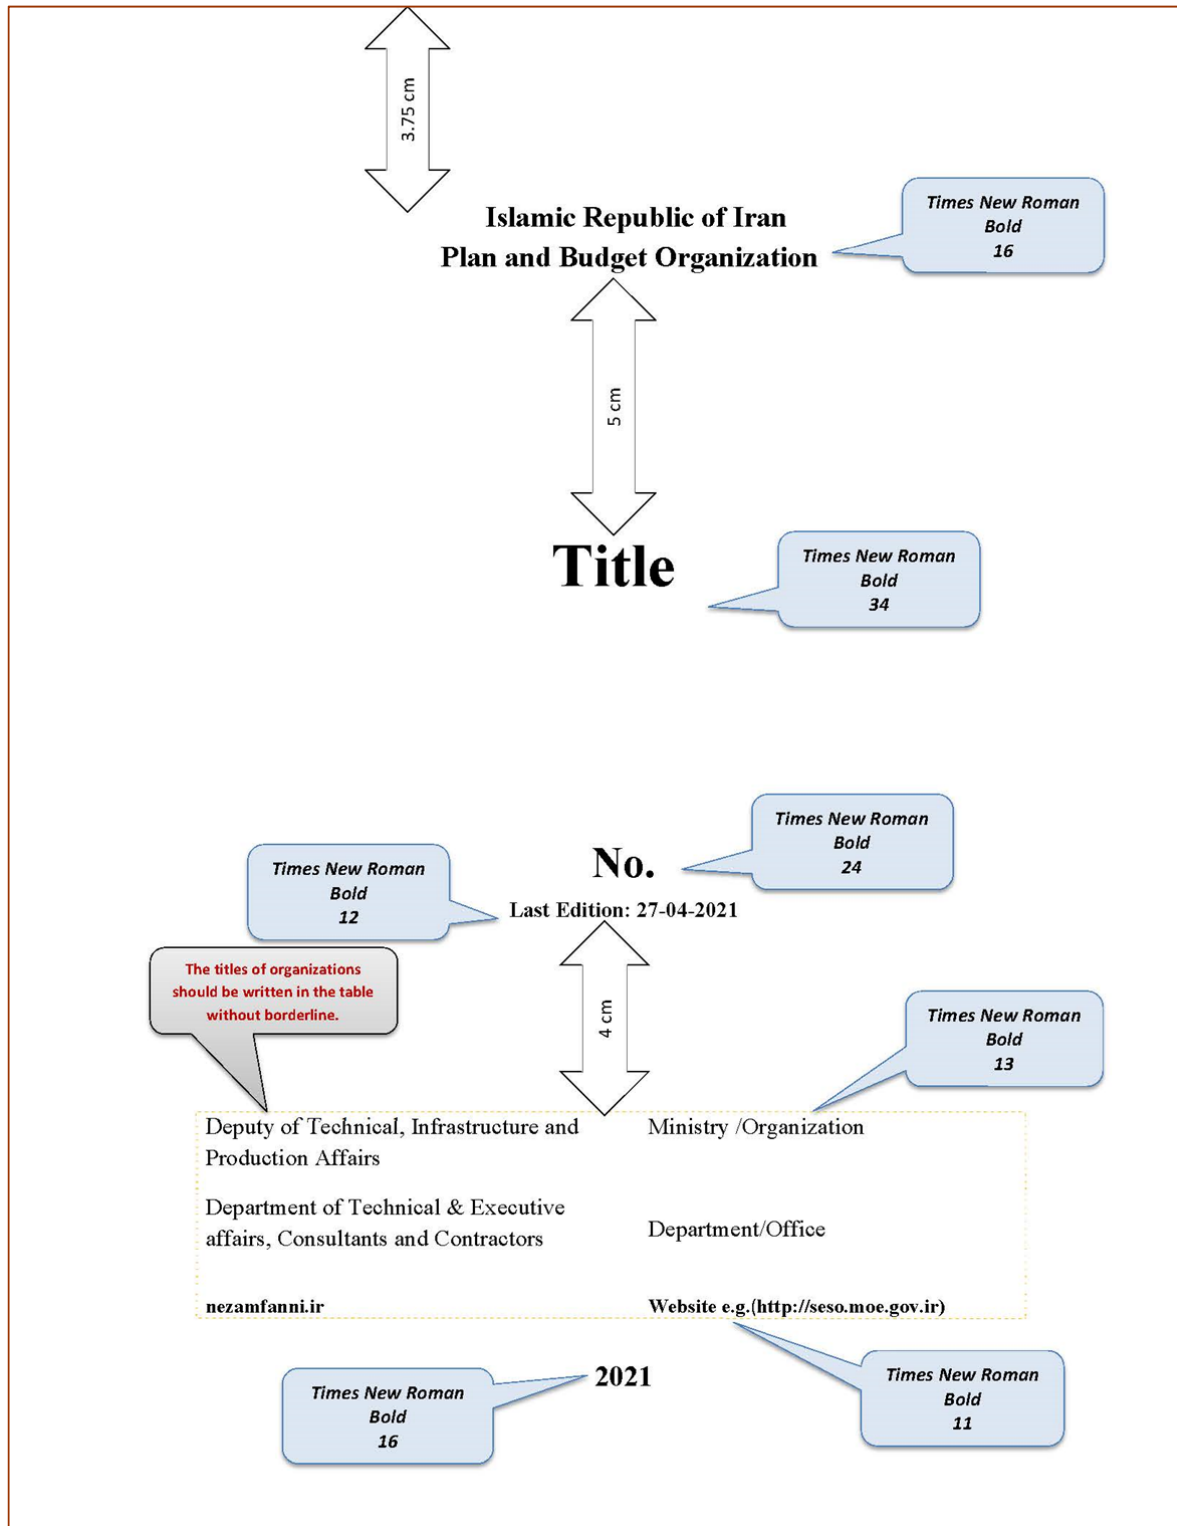 3.75 cm
Islamic Republic of Iran
Plan and Budget Organization
Times New Roman
Bold
16
5 cm
Title
Times New Roman
Bold
34
Times New Roman
Bold
24
No.
Times New Roman
Bold
12
Last Edition: 27-04-2021
The titles of organizations
should be written in the table
without borderline.
4 cm
Times New Roman
Bold
13
Deputy of Technical, Infrastructure and
Production Affairs
Ministry /Organization
Department of Technical & Executive
affairs, Consultants and Contractors
Department/Office
nezamfanni.ir
Website e.g.(http://seso.moe.gov.ir)
2021
Times New Roman
Bold
16
Times New Roman
Bold
11